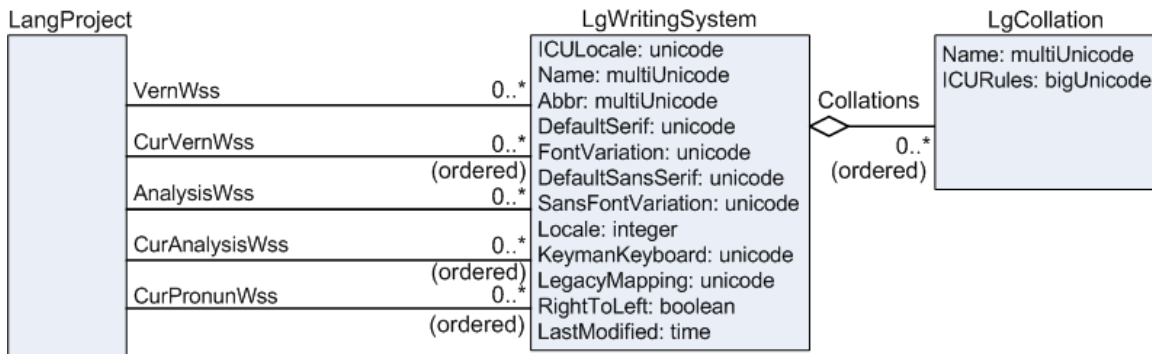 LangProject
VernWss 0..*
CurVernWss 0..*
(ordered)
AnalysisWss 0..*
CurAnalysisWss 0..*
(ordered)
CurPronunWss 0..*
(ordered)
LgWritingSystem
ICULocale: unicode
Name: multiUnicode
Abbr: multiUnicode
DefaultSerif: unicode
FontVariation: unicode
DefaultSansSerif: unicode
SansFontVariation: unicode
Locale: integer
KeymanKeyboard: unicode
LegacyMapping: unicode
RightToLeft: boolean
LastModified: time
Collations
0..*
(ordered)
LgCollation
Name: multiUnicode
ICURules: bigUnicode